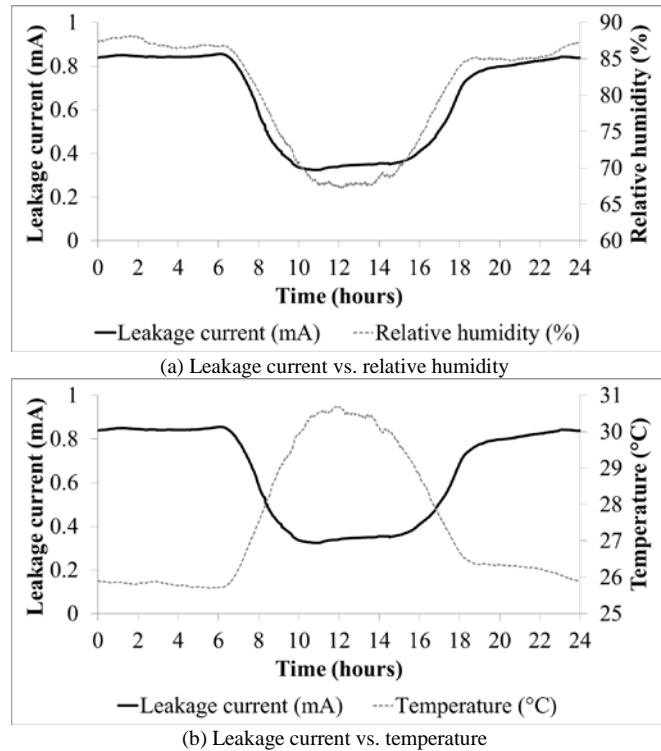 1
0.8
0.6
0.4
0.2
0
Leakage current (mA)
90
85
80
75
70
65
60
Relative humidity (%)
0 2 4 6 8 10 12 14 16 18 20 22 24
Time (hours)
Leakage current (mA) Relative humidity (%)
(a) Leakage current vs. relative humidity
1
0.8
0.6
0.4
0.2
0
Leakage current (mA)
31
30
29
28
27
26
25
Temperature (°C)
0 2 4 6 8 10 12 14 16 18 20 22 24
Time (hours)
Leakage current (mA) Temperature (°C)
(b) Leakage current vs. temperature